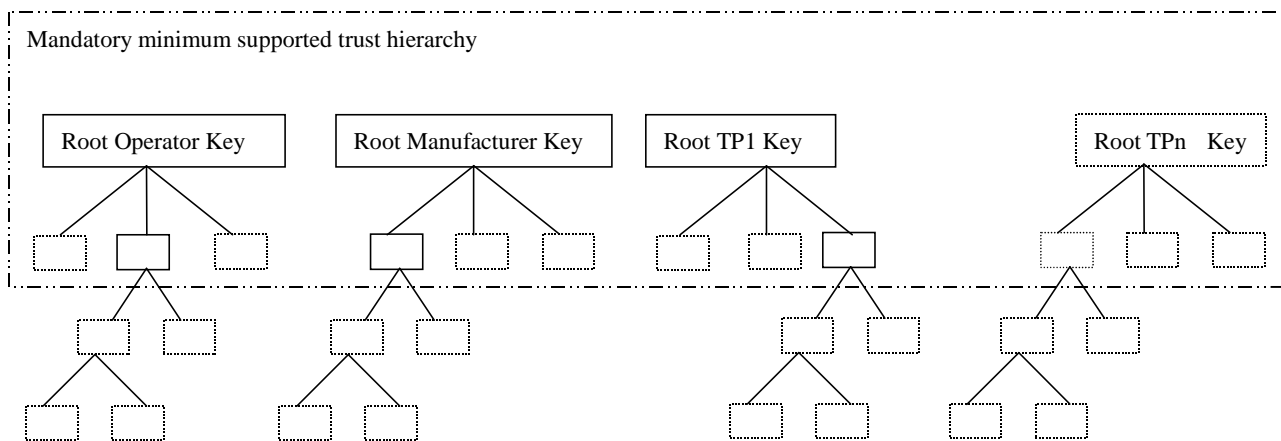 Mandatory minimum supported trust hierarchy
Root Operator Key
Root Manufacturer Key
Root TP1 Key
Root TPn Key